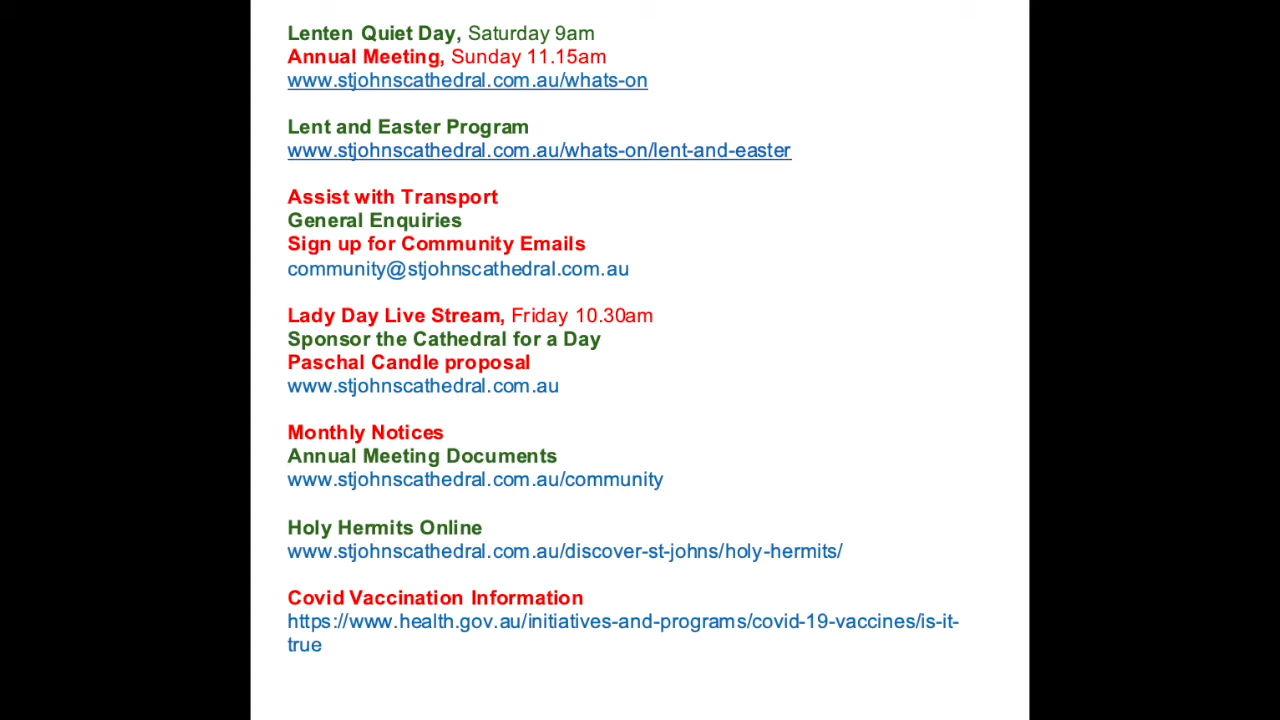 Lenten Quiet Day, Saturday 9am
Annual Meeting, Sunday 11.15am
www.stjohnscathedral.com.au/whats-on
Lent and Easter Program
www.stjohnscathedral.com.au/whats-on/lent-and-easter
Assist with Transport
General Enquiries
Sign up for Community Emails
community@stjohnscathedral.com.au
Lady Day Live Stream, Friday 10.30am
Sponsor the Cathedral for a Day
Paschal Candle proposal
www.stjohnscathedral.com.au
Monthly Notices
Annual Meeting Documents
www.stjohnscathedral.com.au/community
Holy Hermits Online
www.stjohnscathedral.com.au/discover-st-johns/holy-hermits/
Covid Vaccination Information
https://www.health.gov.au/initiatives-and-programs/covid-19-vaccines/is-it-
true